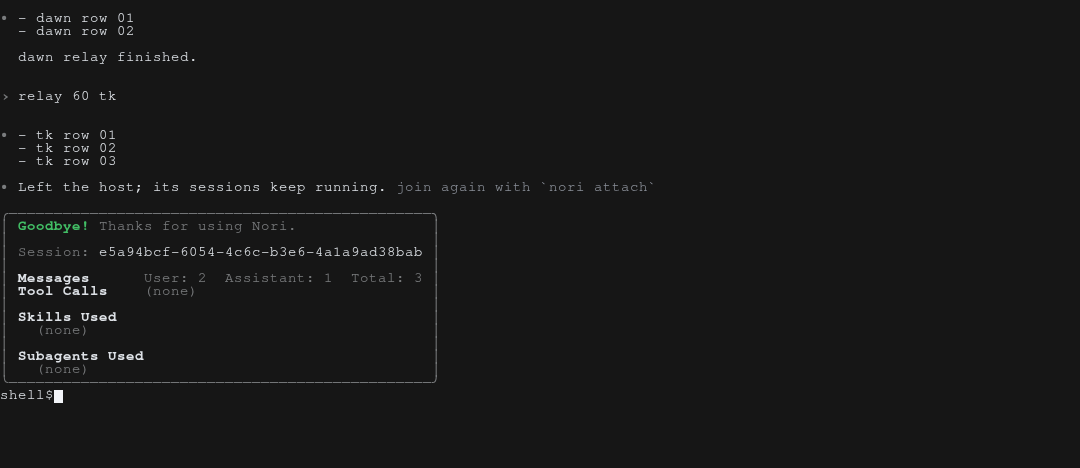 • - dawn row 01
- dawn row 02
dawn relay finished.
› relay 60 tk
• - tk row 01
- tk row 02
- tk row 03
• Left the host; its sessions keep running. join again with `nori attach`
Goodbye! Thanks for using Nori.
Session: e5a94bcf-6054-4c6c-b3e6-4a1a9ad38bab
Messages User: 2 Assistant: 1 Total: 3
Tool Calls (none)
Skills Used
(none)
Subagents Used
(none)
shell$